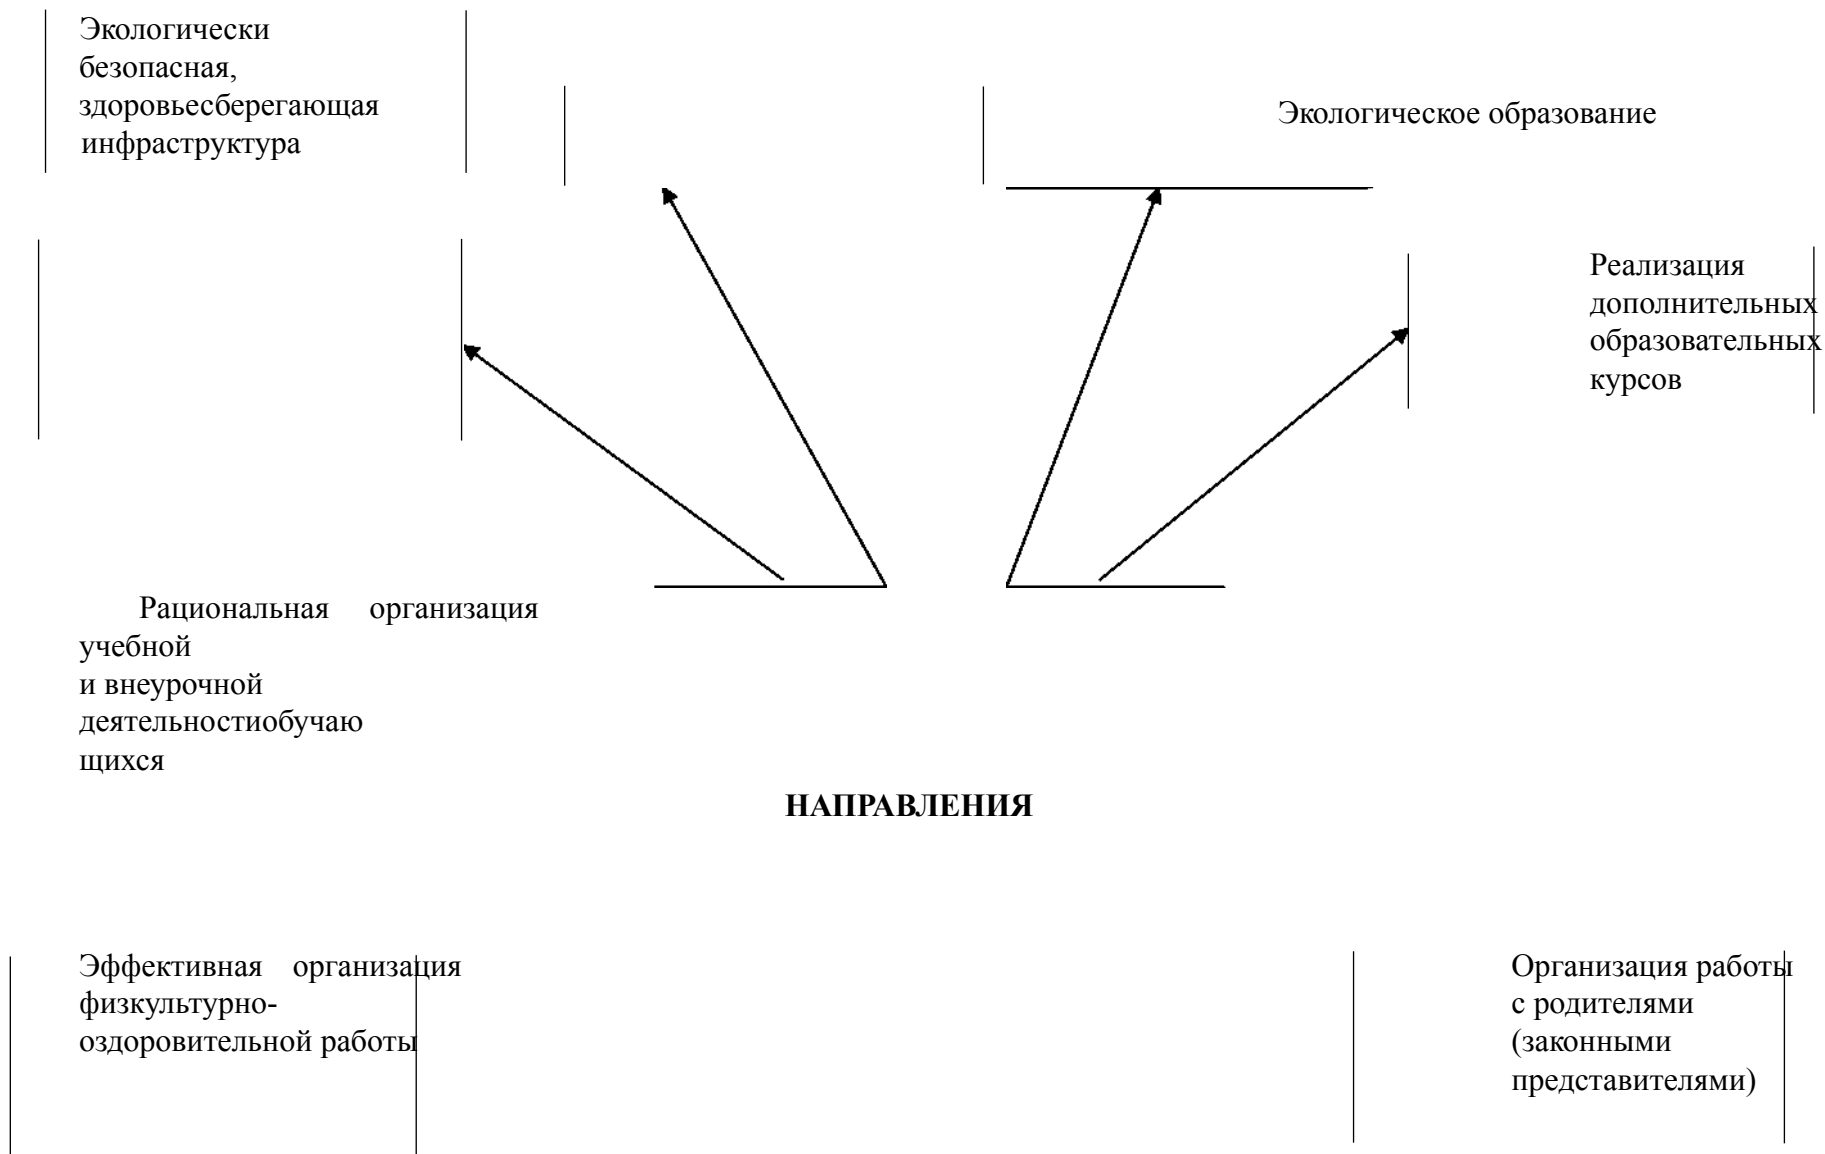 Экологически
безопасная,
здоровьесберегающая
инфраструктура
Экологическое образование
Реализация
дополнительных
образовательных
курсов
Рациональная организация
учебной
и внеурочной
деятельностиобучаю
щихся
НАПРАВЛЕНИЯ
Эффективная организация
физкультурно-
оздоровительной работы
Организация работы
с родителями
(законными
представителями)